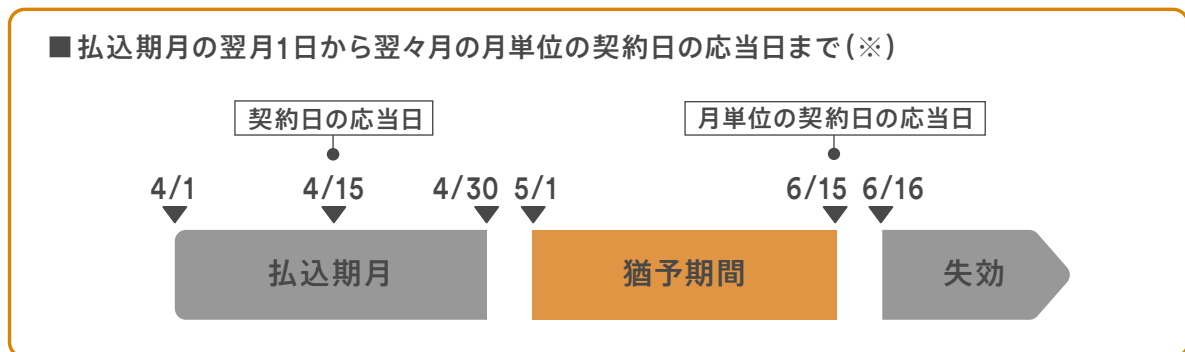 ■払込期月の翌月1日から翌々月の月単位の契約日の応当日まで(※)
契約日の応当日
月単位の契約日の応当日
4/1
4/15
4/30
5/1
6/15
6/16
払込期月
猶予期間
失効